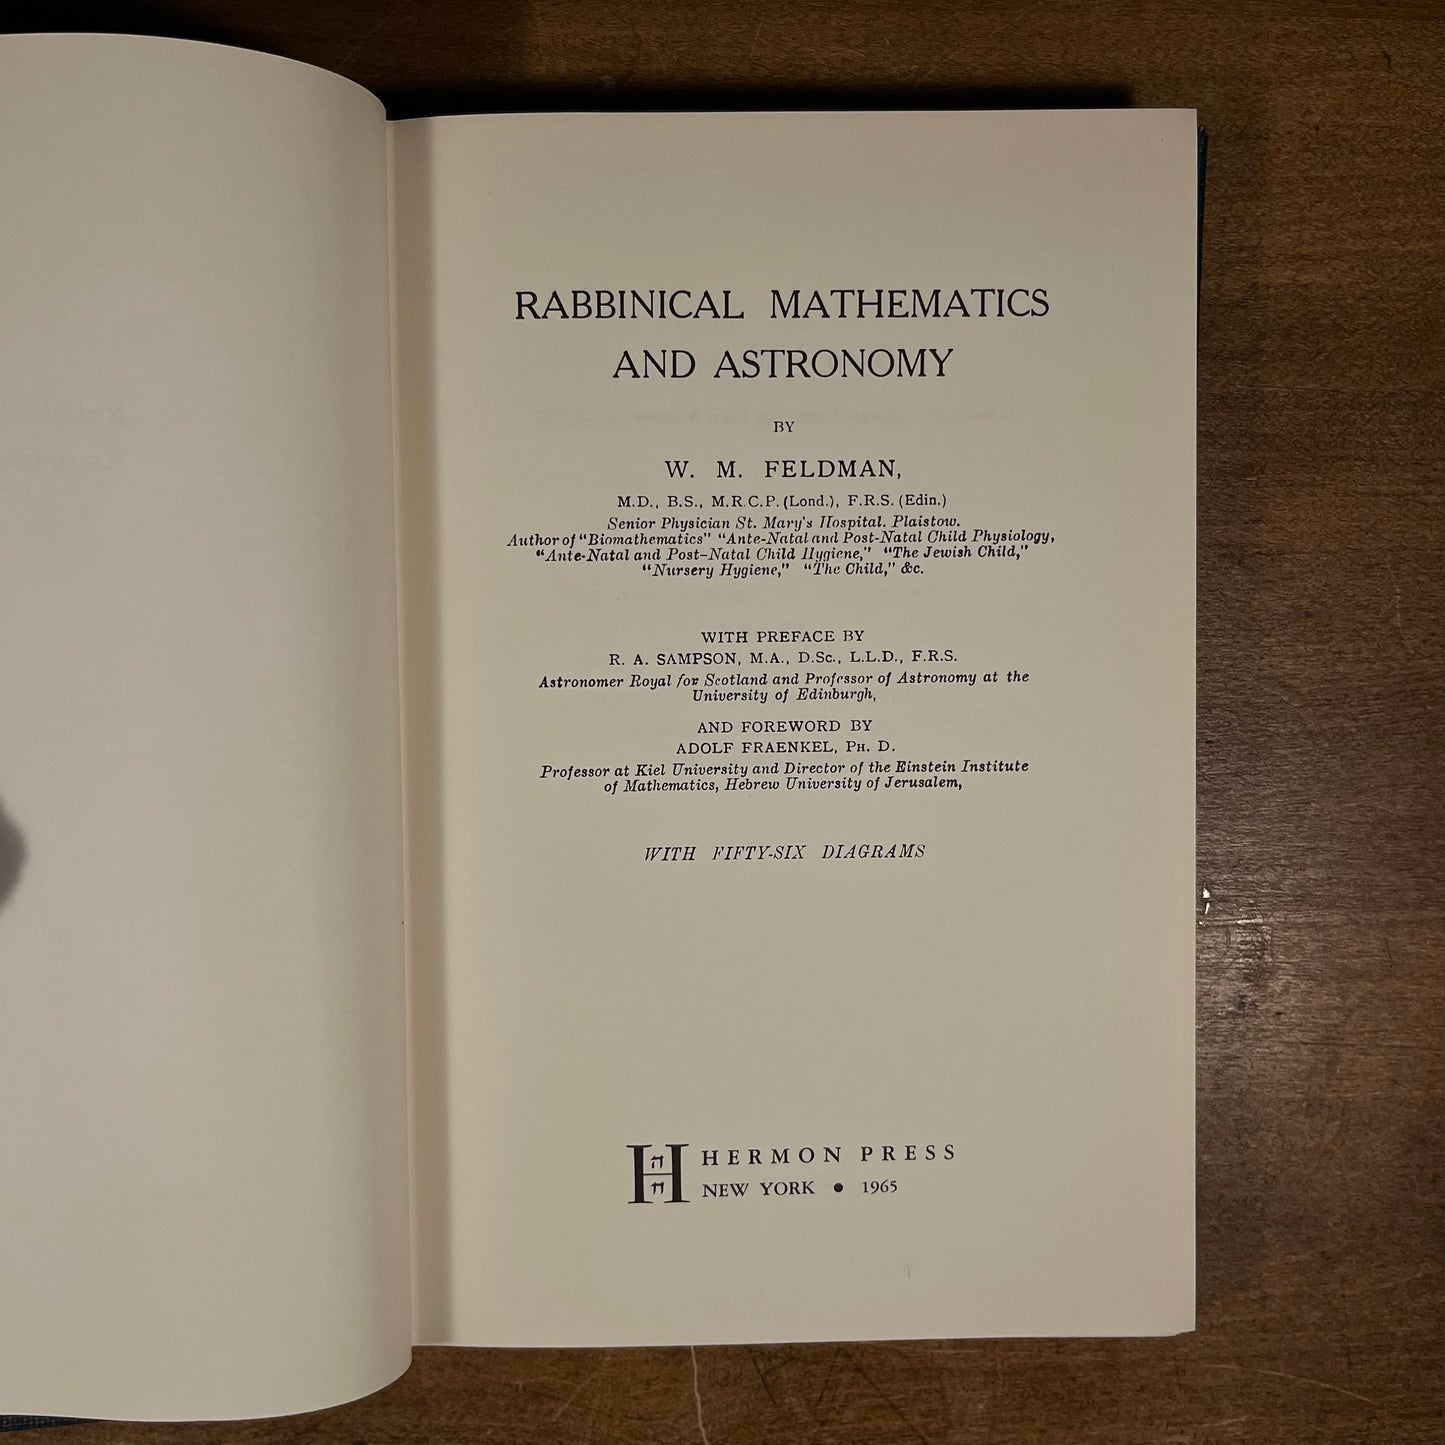 RABBINICAL MATHEMATICS
AND ASTRONOMY
BY
W. M. FELDMAN,
M.D., B.S., M.R.C.P. (Lond.), F.R.S. (Edin.)
Senior Physician St. Mary's Hospital. Plaistow.
Author of "Biomathematics" "Ante-Natal and Post-Natal Child Physiology,
"Ante-Natal and Post-Natal Child Hygiene," "The Jewish Child,"
"Nursery Hygiene," "The Child," &c.
WITH PREFACE BY
R. A. SAMPSON, M.A., D.Sc., L.L.D., F.R.S.
Astronomer Royal for Scotland and Professor of Astronomy at the
University of Edinburgh,
AND FOREWORD BY
ADOLF FRAENKEL, PH. D.
Professor at Kiel University and Director of the Einstein Institute
of Mathematics, Hebrew University of Jerusalem,
WITH FIFTY-SIX DIAGRAMS
H HERMON PRESS
NEW YORK • 1965